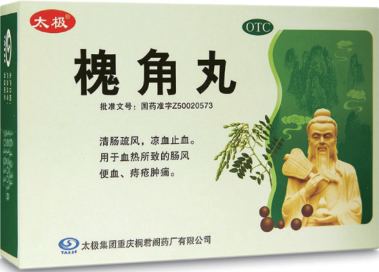 太极
OTC
槐角丸
批准文号：国药准字Z50020573
清肠疏风，凉血止血。
用于血热所致的肠风
便血、痔疮肿痛。
TAIJI
太极集团重庆桐君阁药厂有限公司